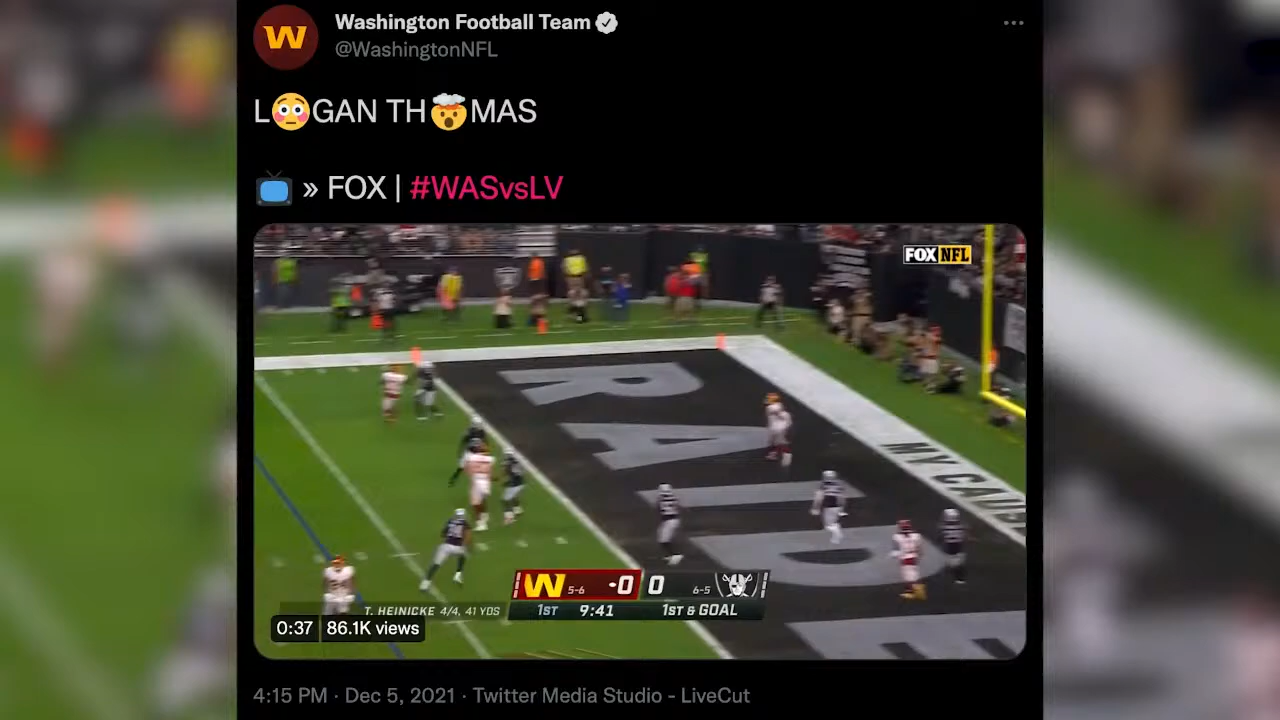 Washington Football Team
@WashingtonNFL
L😳GAN TH🤯MAS
📺 » FOX | #WASvsLV
FOX NFL
RAIDE
MY CAUS
W 5-6 0 0 6-5
T. HEINICKE 4/4, 41 YDS
1ST 9:41 1ST & GOAL
0:37 86.1K views
4:15 PM · Dec 5, 2021 · Twitter Media Studio - LiveCut